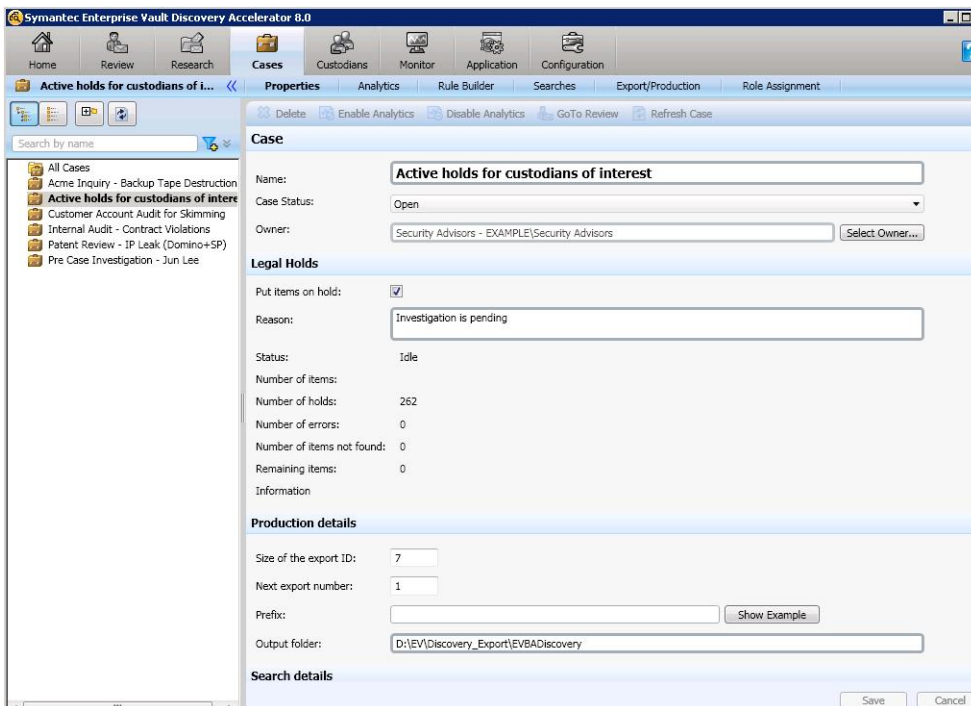 Symantec Enterprise Vault Discovery Accelerator 8.0
Home Review Research Cases Custodians Monitor Application Configuration
Active holds for custodians of i... Properties Analytics Rule Builder Searches Export/Production Role Assignment
Delete Enable Analytics Disable Analytics GoTo Review Refresh Case
Search by name
All Cases
Acme Inquiry - Backup Tape Destruction
Active holds for custodians of intere
Customer Account Audit for Skimming
Internal Audit - Contract Violations
Patent Review - IP Leak (Domino+SP)
Pre Case Investigation - Jun Lee
Case
Name: Active holds for custodians of interest
Case Status: Open
Owner: Security Advisors - EXAMPLE\Security Advisors Select Owner...
Legal Holds
Put items on hold:
Reason: Investigation is pending
Status: Idle
Number of items:
Number of holds: 262
Number of errors: 0
Number of items not found: 0
Remaining items: 0
Information
Production details
Size of the export ID: 7
Next export number: 1
Prefix: Show Example
Output folder: D:\EV\Discovery_Export\EVBADiscovery
Search details
Save Cancel